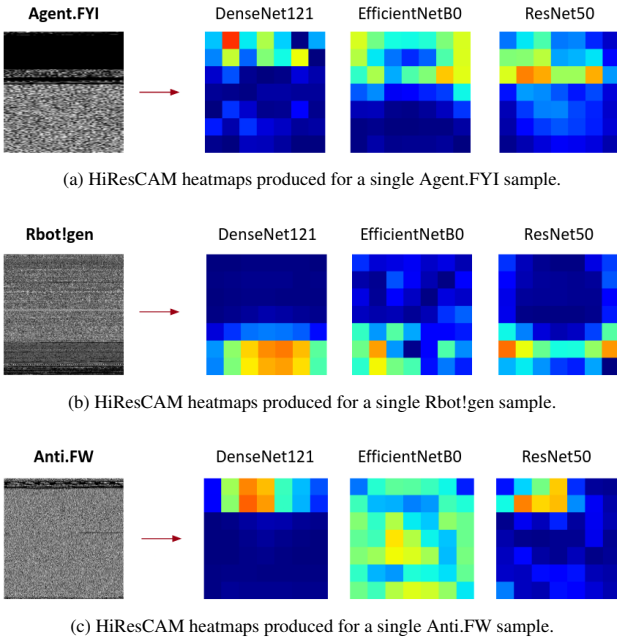 Agent.FYI DenseNet121 EfficientNetB0 ResNet50
(a) HiResCAM heatmaps produced for a single Agent.FYI sample.
Rbot!gen DenseNet121 EfficientNetB0 ResNet50
(b) HiResCAM heatmaps produced for a single Rbot!gen sample.
Anti.FW DenseNet121 EfficientNetB0 ResNet50
(c) HiResCAM heatmaps produced for a single Anti.FW sample.